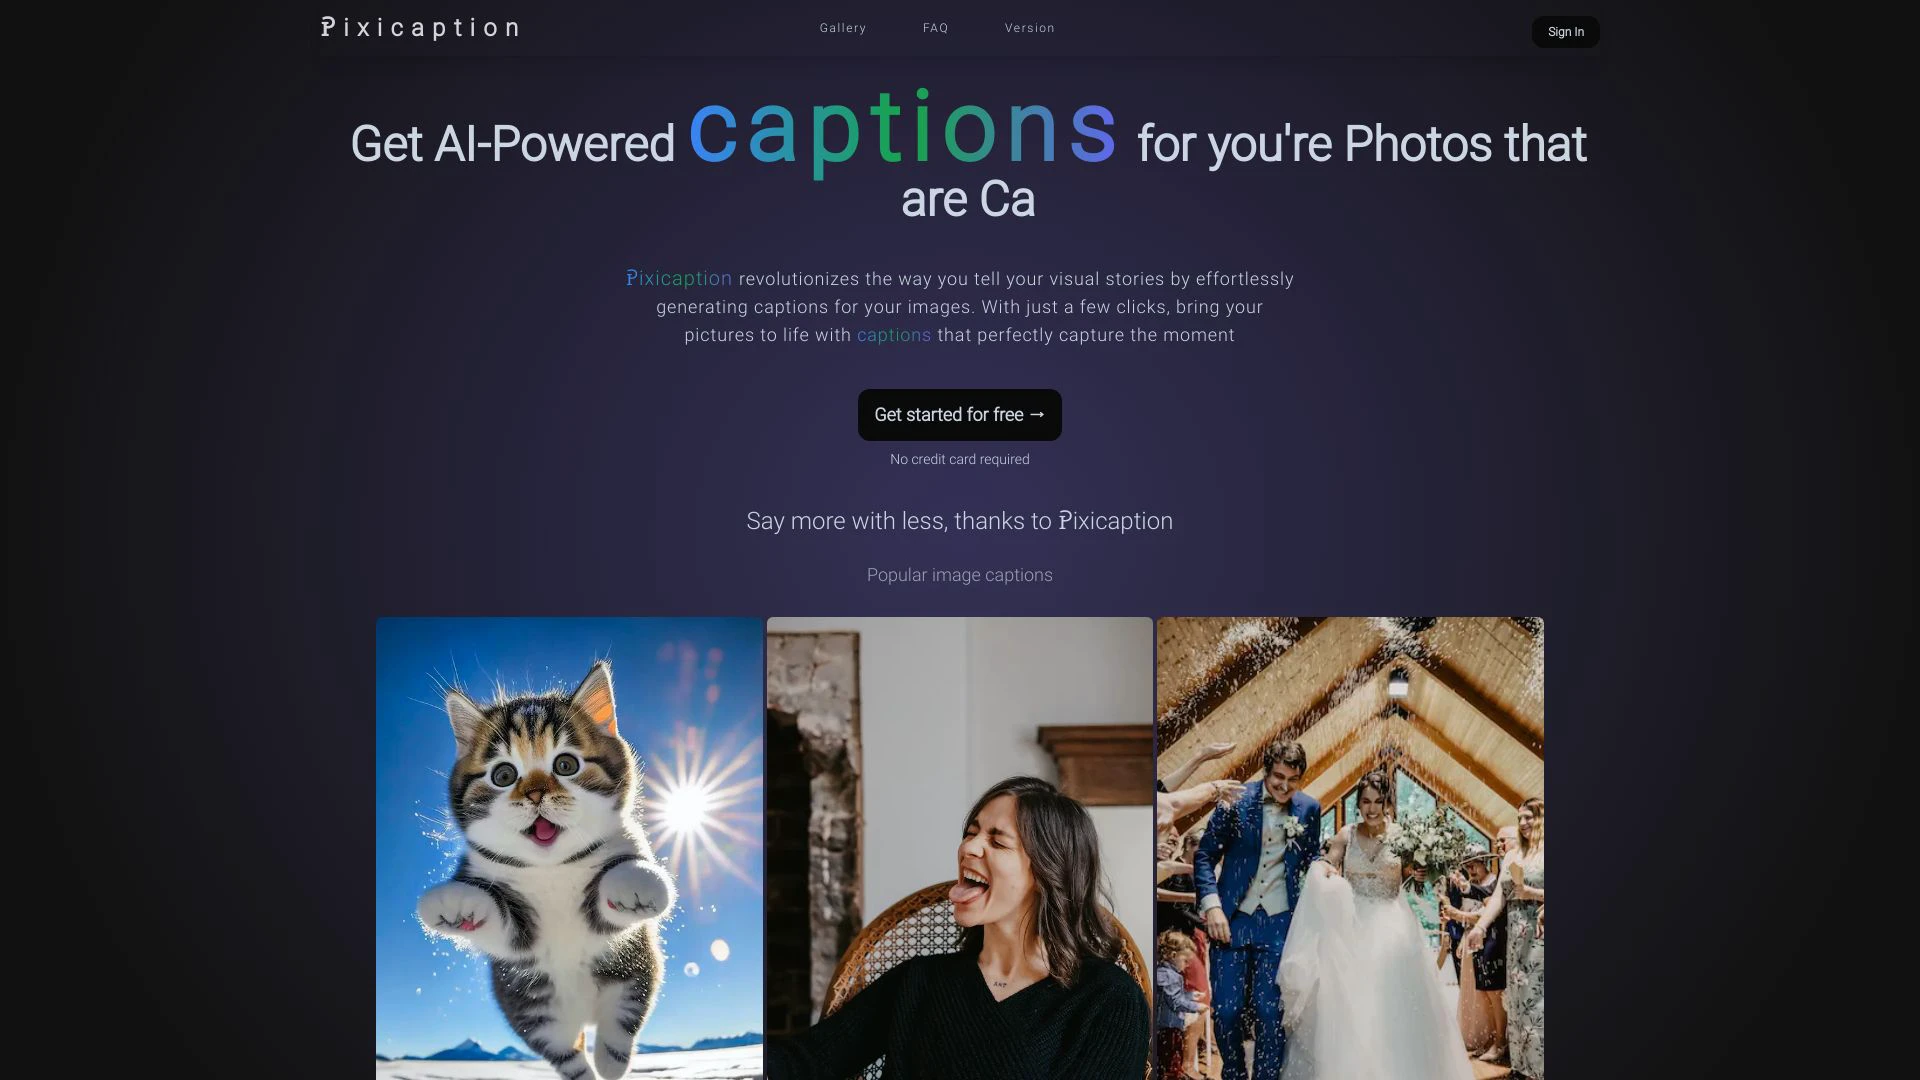 Pixicaption
Gallery
FAQ
Version
Sign In
Get AI-Powered captions for you're Photos that
are Ca
Pixicaption revolutionizes the way you tell your visual stories by effortlessly
generating captions for your images. With just a few clicks, bring your
pictures to life with captions that perfectly capture the moment
Get started for free →
No credit card required
Say more with less, thanks to Pixicaption
Popular image captions